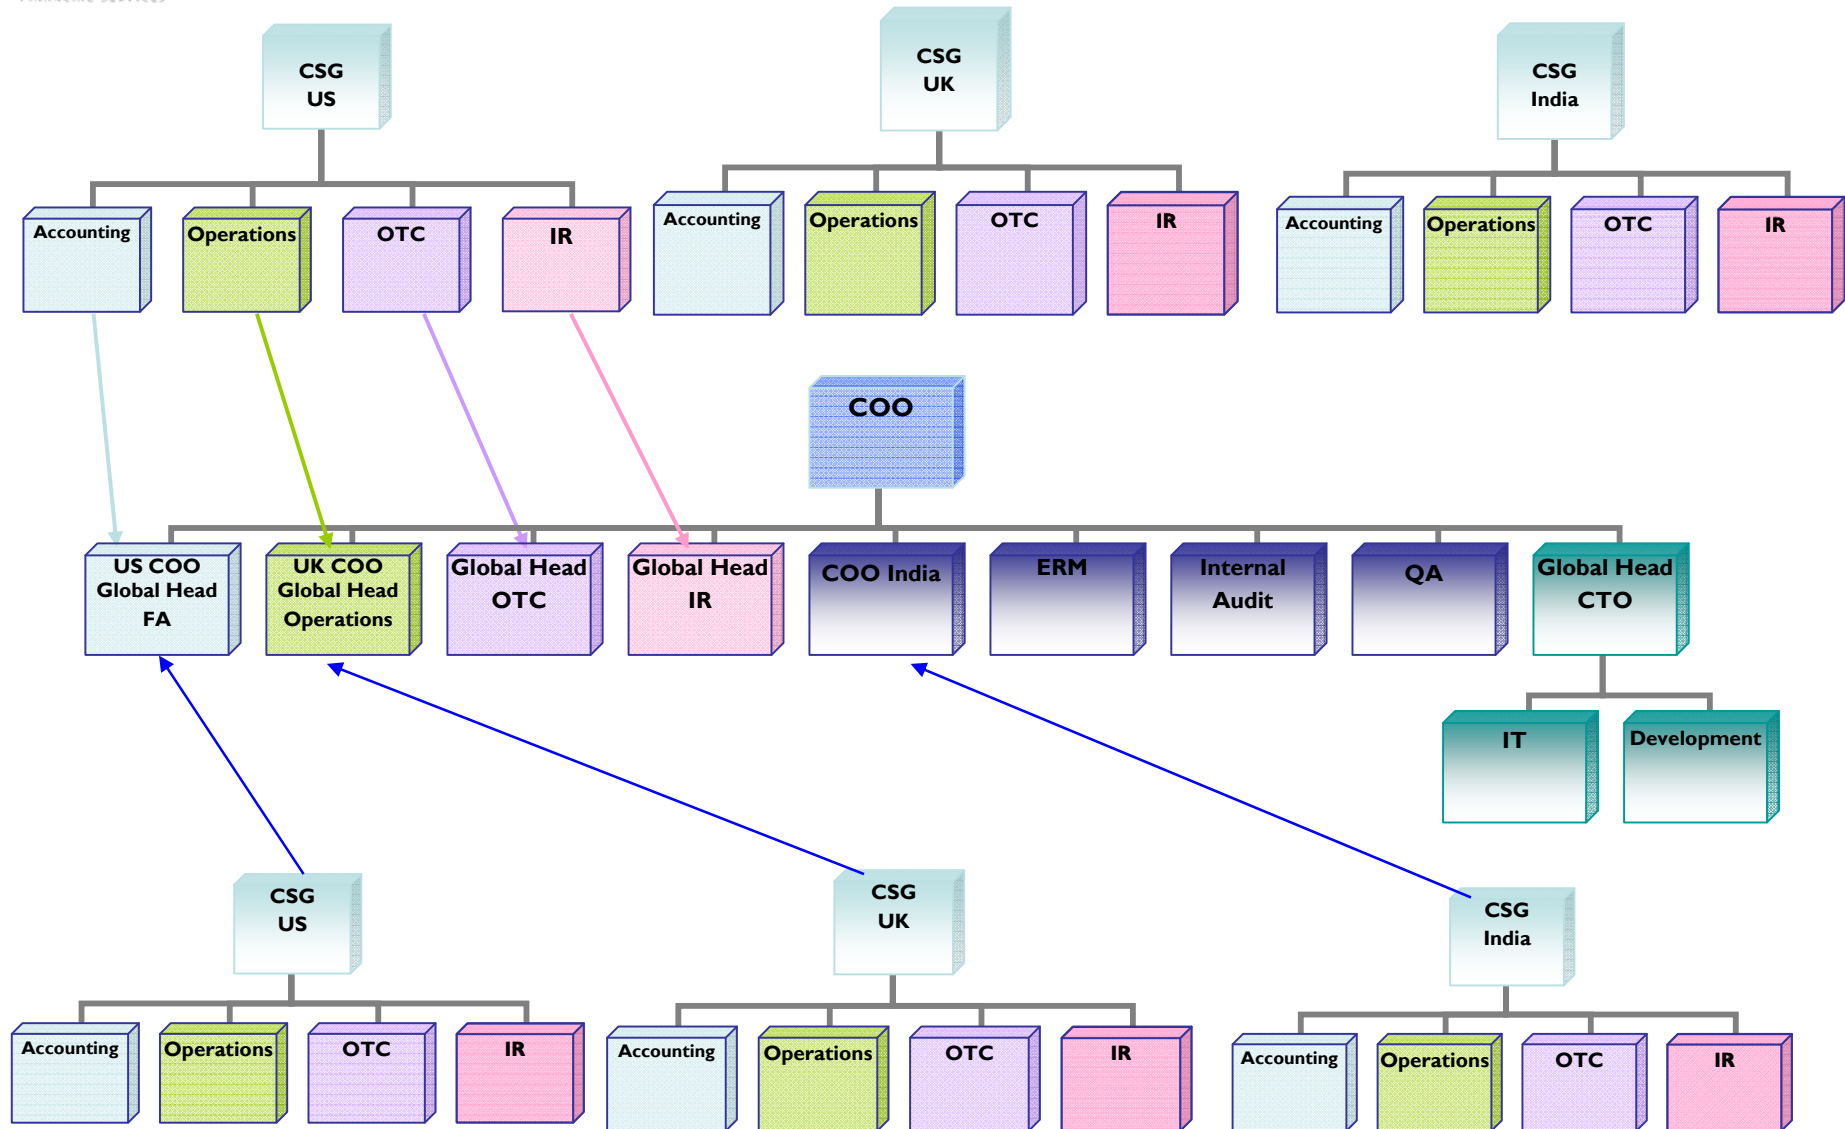 CSG
US
CSG
UK
CSG
India
Accounting
Operations
OTC
IR
Accounting
Operations
OTC
IR
Accounting
Operations
OTC
IR
COO
US COO
Global Head
FA
UK COO
Global Head
Operations
Global Head
OTC
Global Head
IR
COO India
ERM
Internal
Audit
QA
Global Head
CTO
IT
Development
CSG
US
CSG
UK
CSG
India
Accounting
Operations
OTC
IR
Accounting
Operations
OTC
IR
Accounting
Operations
OTC
IR